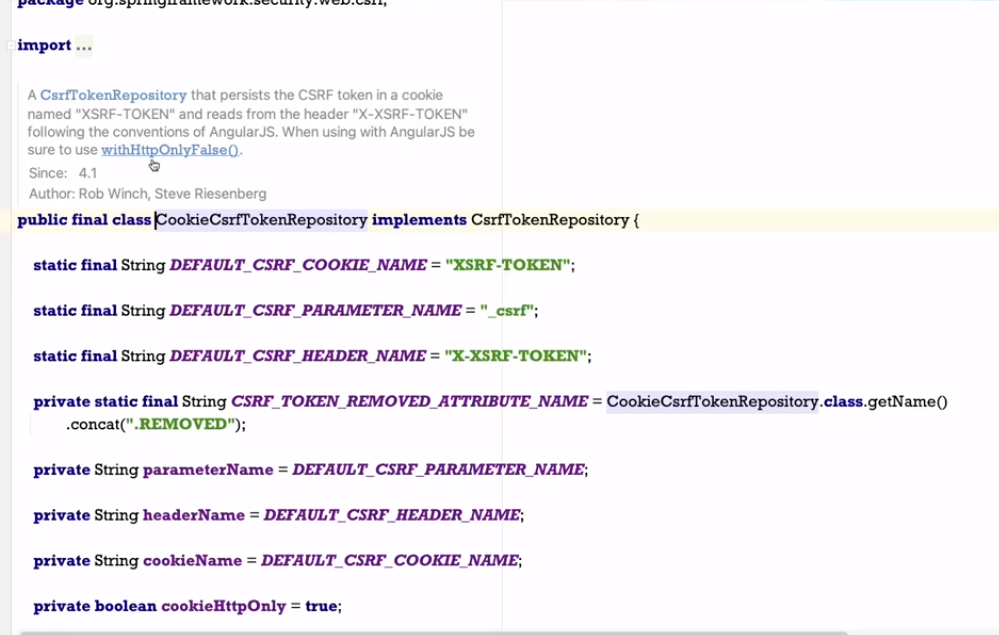 package org.springframework.security.web.csrf;
import ...
A CsrfTokenRepository that persists the CSRF token in a cookie
named "XSRF-TOKEN" and reads from the header "X-XSRF-TOKEN"
following the conventions of AngularJS. When using with AngularJS be
sure to use withHttpOnlyFalse().
Since: 4.1
Author: Rob Winch, Steve Riesenberg
public final class CookieCsrfTokenRepository implements CsrfTokenRepository {
static final String DEFAULT_CSRF_COOKIE_NAME = "XSRF-TOKEN";
static final String DEFAULT_CSRF_PARAMETER_NAME = "_csrf";
static final String DEFAULT_CSRF_HEADER_NAME = "X-XSRF-TOKEN";
private static final String CSRF_TOKEN_REMOVED_ATTRIBUTE_NAME = CookieCsrfTokenRepository.class.getName()
.concat(".REMOVED");
private String parameterName = DEFAULT_CSRF_PARAMETER_NAME;
private String headerName = DEFAULT_CSRF_HEADER_NAME;
private String cookieName = DEFAULT_CSRF_COOKIE_NAME;
private boolean cookieHttpOnly = true;